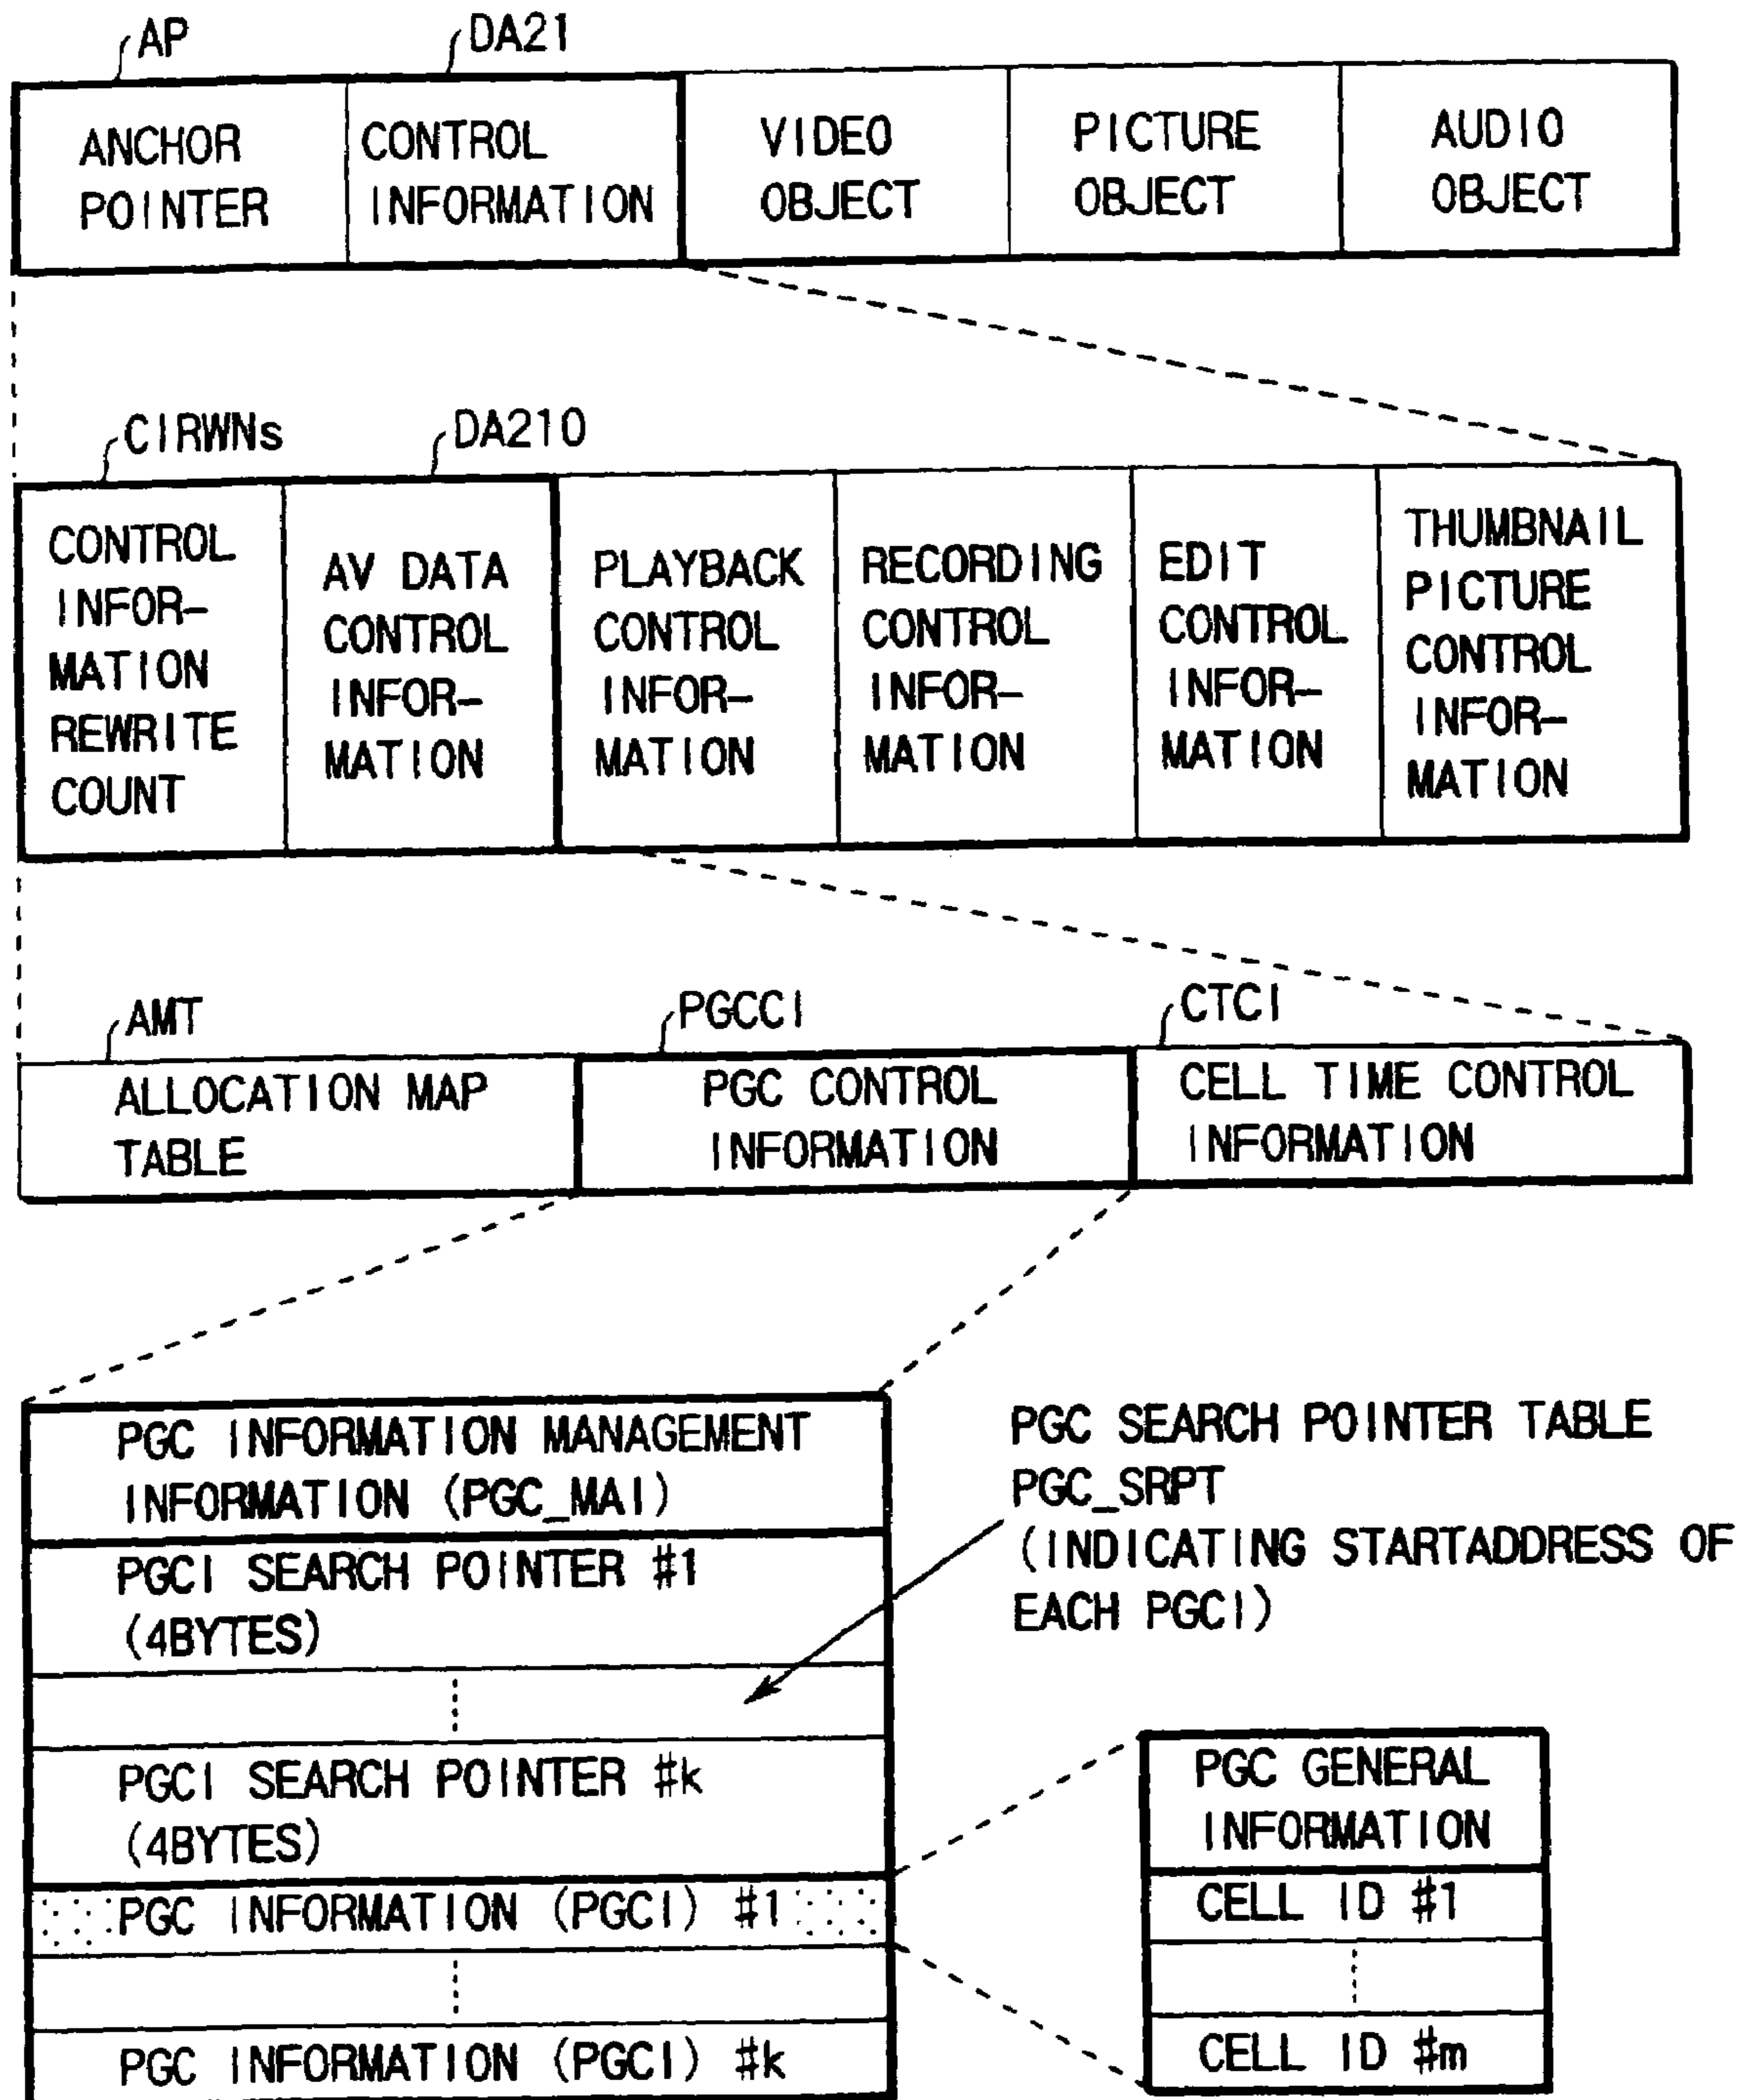 AP
DA21
ANCHOR
POINTER
CONTROL
INFORMATION
VIDEO
OBJECT
PICTURE
OBJECT
AUDIO
OBJECT
CIRWNs
DA210
CONTROL
INFOR-
MATION
REWRITE
COUNT
AV DATA
CONTROL
INFOR-
MATION
PLAYBACK
CONTROL
INFOR-
MATION
RECORDING
CONTROL
INFOR-
MATION
EDIT
CONTROL
INFOR-
MATION
THUMBNAIL
PICTURE
CONTROL
INFOR-
MATION
AMT
PGCCI
CTCI
ALLOCATION MAP
TABLE
PGC CONTROL
INFORMATION
CELL TIME CONTROL
INFORMATION
PGC INFORMATION MANAGEMENT
INFORMATION (PGC_MAI)
PGCI SEARCH POINTER #1
(4BYTES)
PGCI SEARCH POINTER #k
(4BYTES)
PGC INFORMATION (PGCI) #1
PGC INFORMATION (PGCI) #k
PGC SEARCH POINTER TABLE
PGC_SRPT
(INDICATING STARTADDRESS OF
EACH PGCI)
PGC GENERAL
INFORMATION
CELL ID #1
CELL ID #m